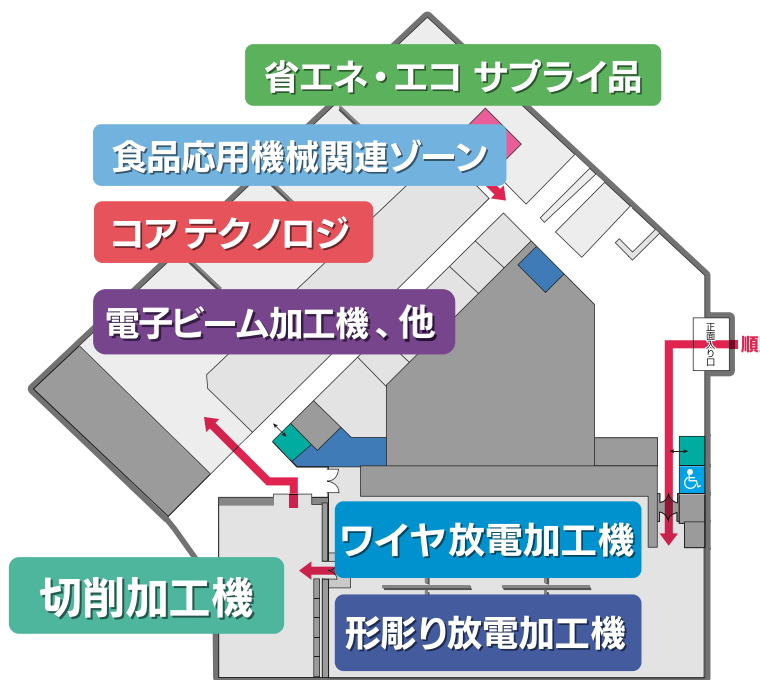 省エネ・エコ サプライ品
食品応用機械関連ゾーン
コア テクノロジ
電子ビーム加工機、他
正面入り口
順
ワイヤ放電加工機
切削加工機
形彫り放電加工機